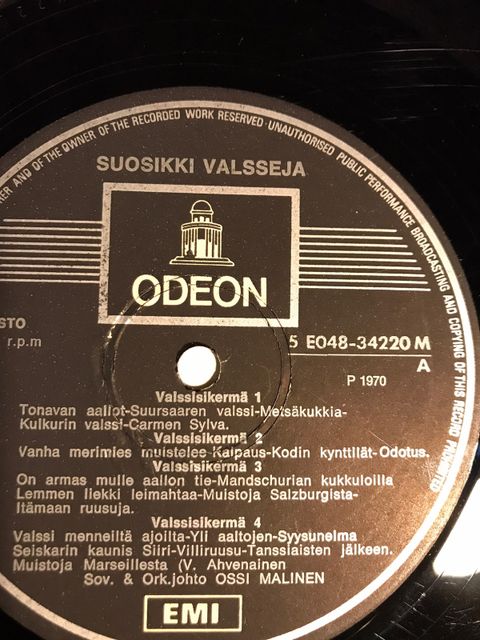 ER AND OF THE OWNER OF THE RECORDED WORK RESERVED·UNAUTHORISED PUBLIC PERFORMANCE BROADCASTING AND COPYING OF THIS RECORD PROHIBITED
SUOSIKKI VALSSEJA
ODEON
STO
r.p.m
5 E048-34220 M
A
P 1970
Valssisikermä 1
Tonavan aallot-Suursaaren valssi-Metsäkukkia-
Kulkurin valssi-Carmen Sylva.
Valssisikermä 2
Vanha merimies muistelee-Kaipaus-Kodin kynttilät-Odotus.
Valssisikermä 3
On armas mulle aallon tie-Mandschurian kukkuloilla
Lemmen liekki leimahtaa-Muistoja Salzburgista-
Itämaan ruusuja.
Valssisikermä 4
Valssi menneiltä ajoilta-Yli aaltojen-Syysunelma
Seiskarin kaunis Siiri-Villiruusu-Tanssiaisten jälkeen.
Muistoja Marseillesta (V. Ahvenainen
Sov. & Ork.johto OSSI MALINEN
EMI